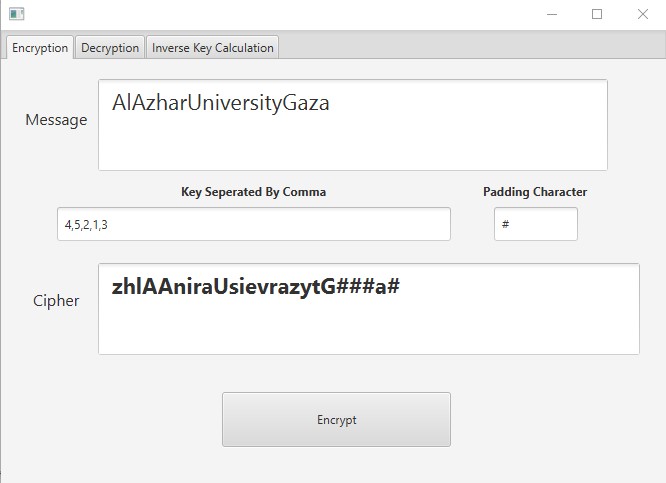 Encryption Decryption Inverse Key Calculation
Message AlAzharUniversityGaza
Key Seperated By Comma Padding Character
4,5,2,1,3 #
Cipher zhlAAniraUsievrazytG###a#
Encrypt